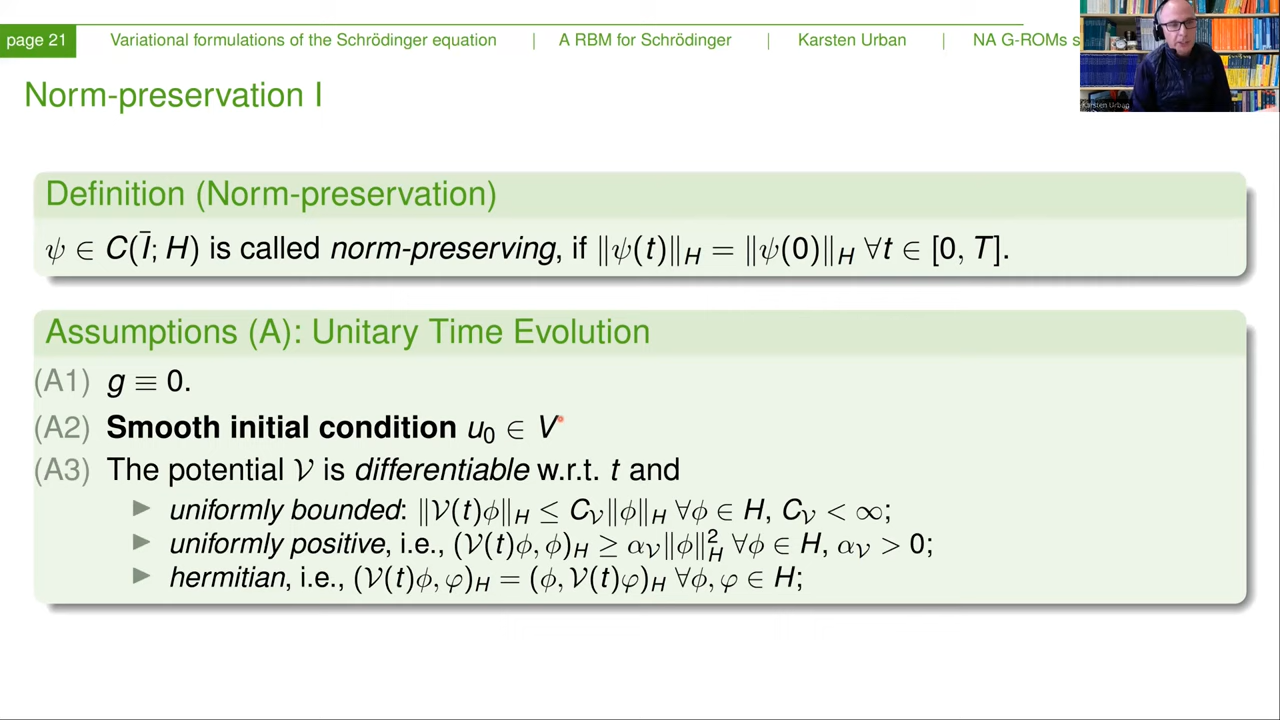 page 21 Variational formulations of the Schrödinger equation | A RBM for Schrödinger | Karsten Urban | NA G-ROMs s
Karsten Urban
Norm-preservation I
Definition (Norm-preservation)
ψ ∈ C(Ī; H) is called norm-preserving, if ‖ψ(t)‖_H = ‖ψ(0)‖_H ∀t ∈ [0, T].
Assumptions (A): Unitary Time Evolution
(A1) g ≡ 0.
(A2) Smooth initial condition u₀ ∈ V
(A3) The potential 𝒱 is differentiable w.r.t. t and
▶ uniformly bounded: ‖𝒱(t)ϕ‖_H ≤ C_𝒱‖ϕ‖_H ∀ϕ ∈ H, C_𝒱 < ∞;
▶ uniformly positive, i.e., (𝒱(t)ϕ, ϕ)_H ≥ α_𝒱‖ϕ‖²_H ∀ϕ ∈ H, α_𝒱 > 0;
▶ hermitian, i.e., (𝒱(t)ϕ, φ)_H = (ϕ, 𝒱(t)φ)_H ∀ϕ, φ ∈ H;